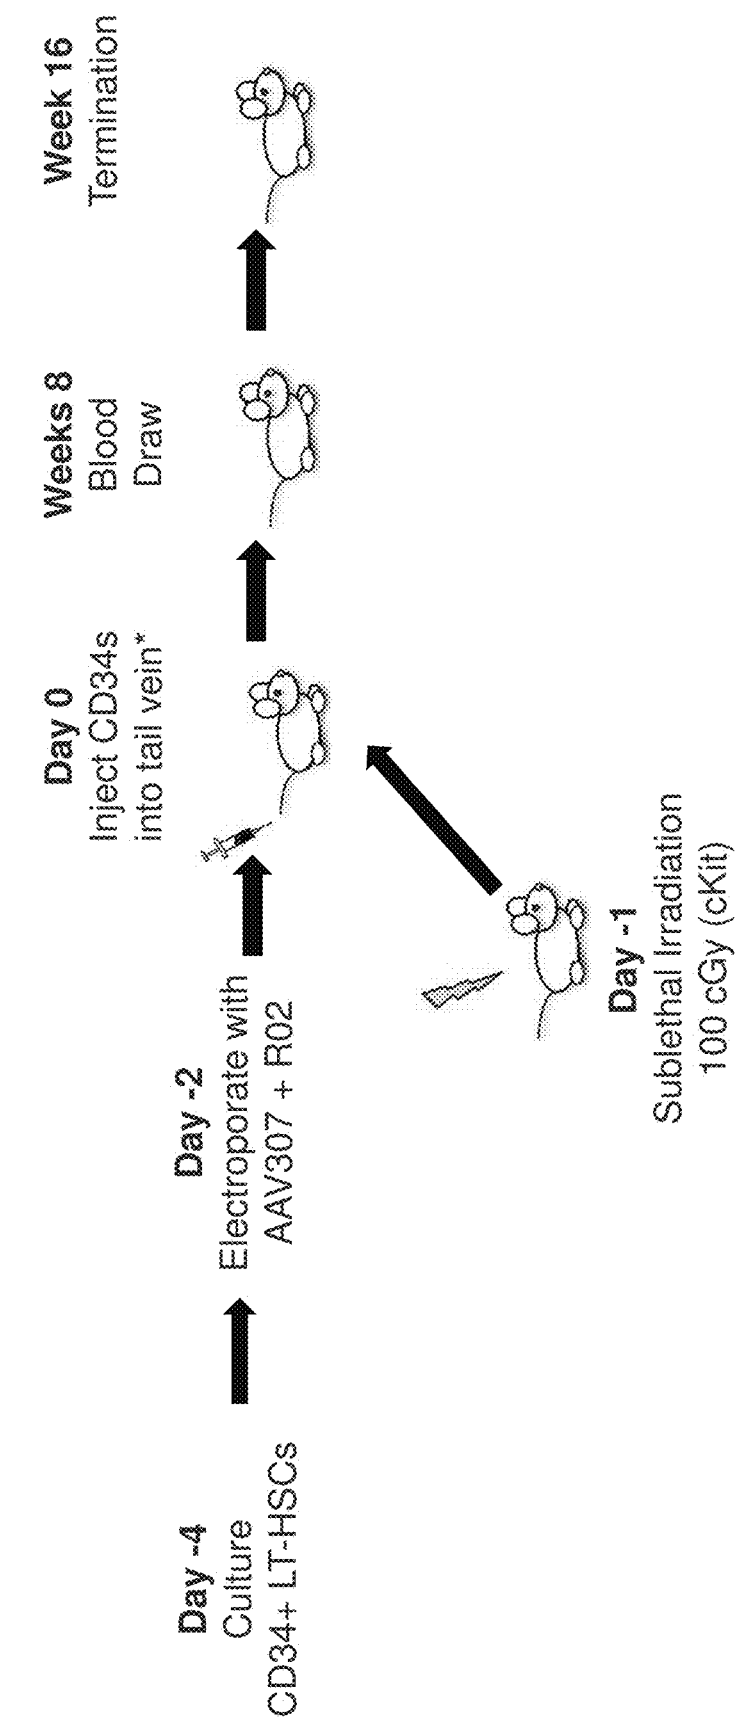 Day -4
Culture
CD34+ LT-HSCs
Day -2
Electroporate with
AAV307 + R02
Day -1
Sublethal Irradiation
100 cGy (cKit)
Day 0
Inject CD34s
into tail vein*
Weeks 8
Blood
Draw
Week 16
Termination